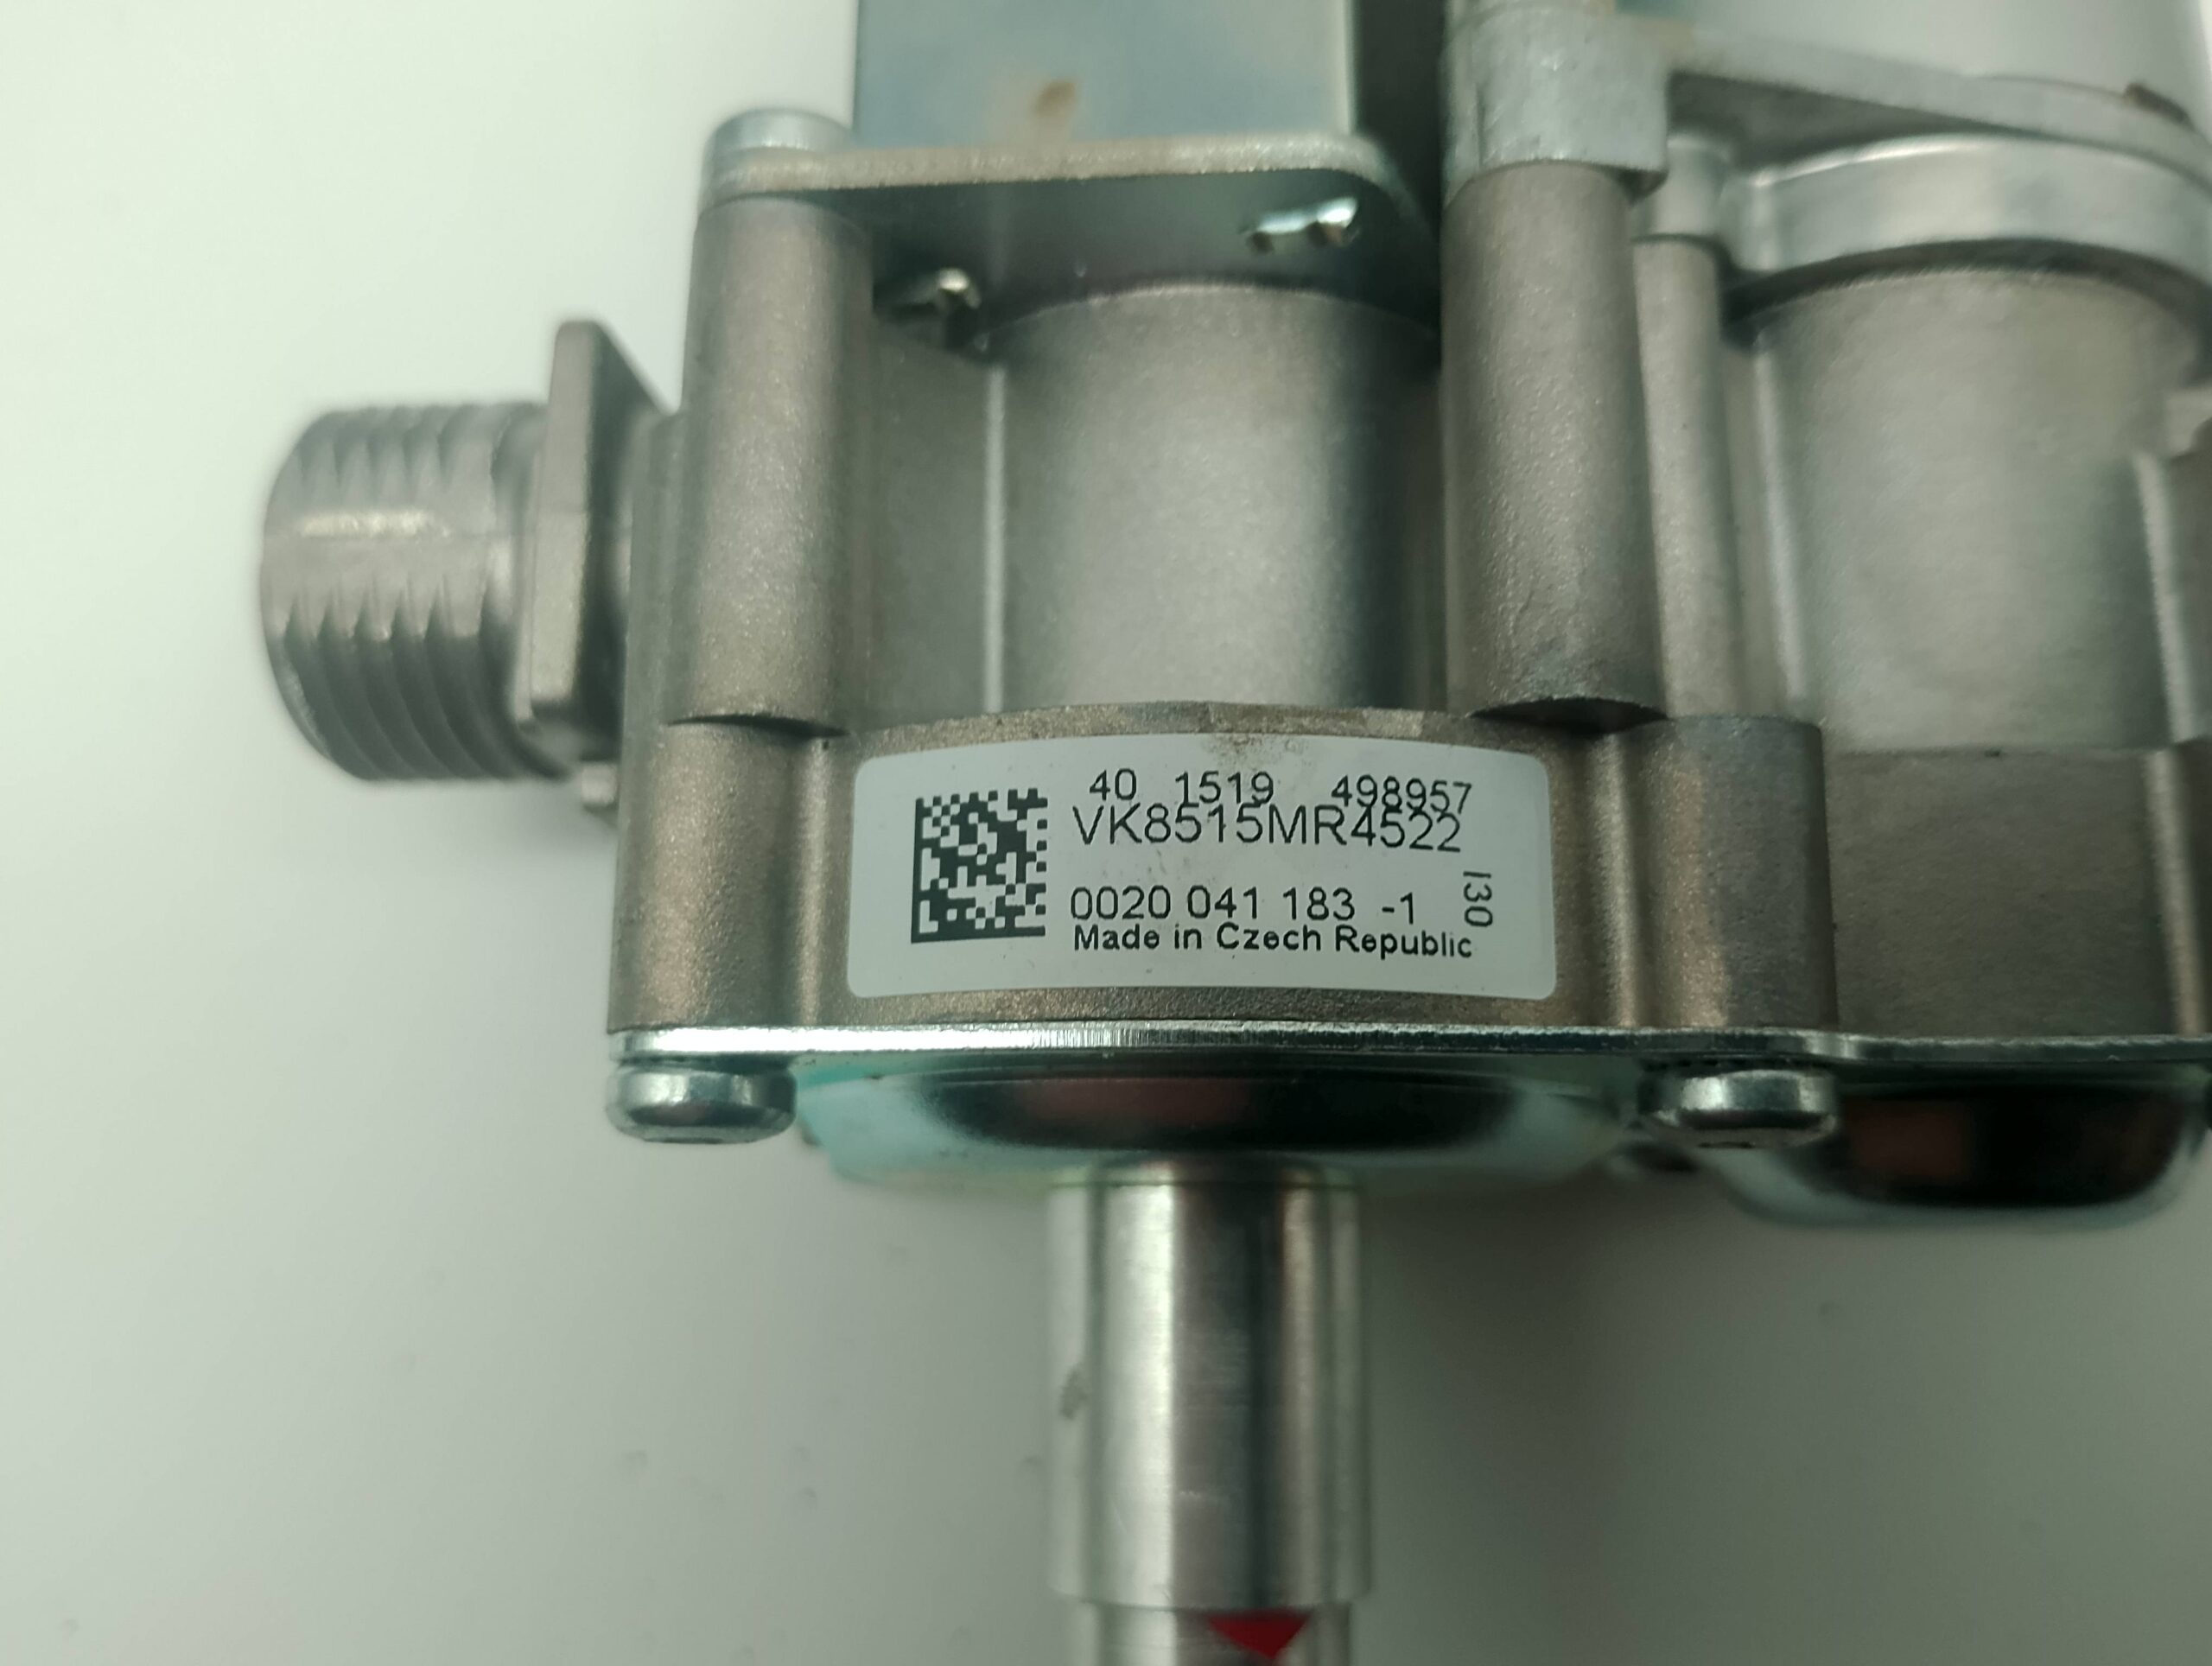 40 1519 498957
VK8515MR4522
0020 041 183 -1
I30
Made in Czech Republic